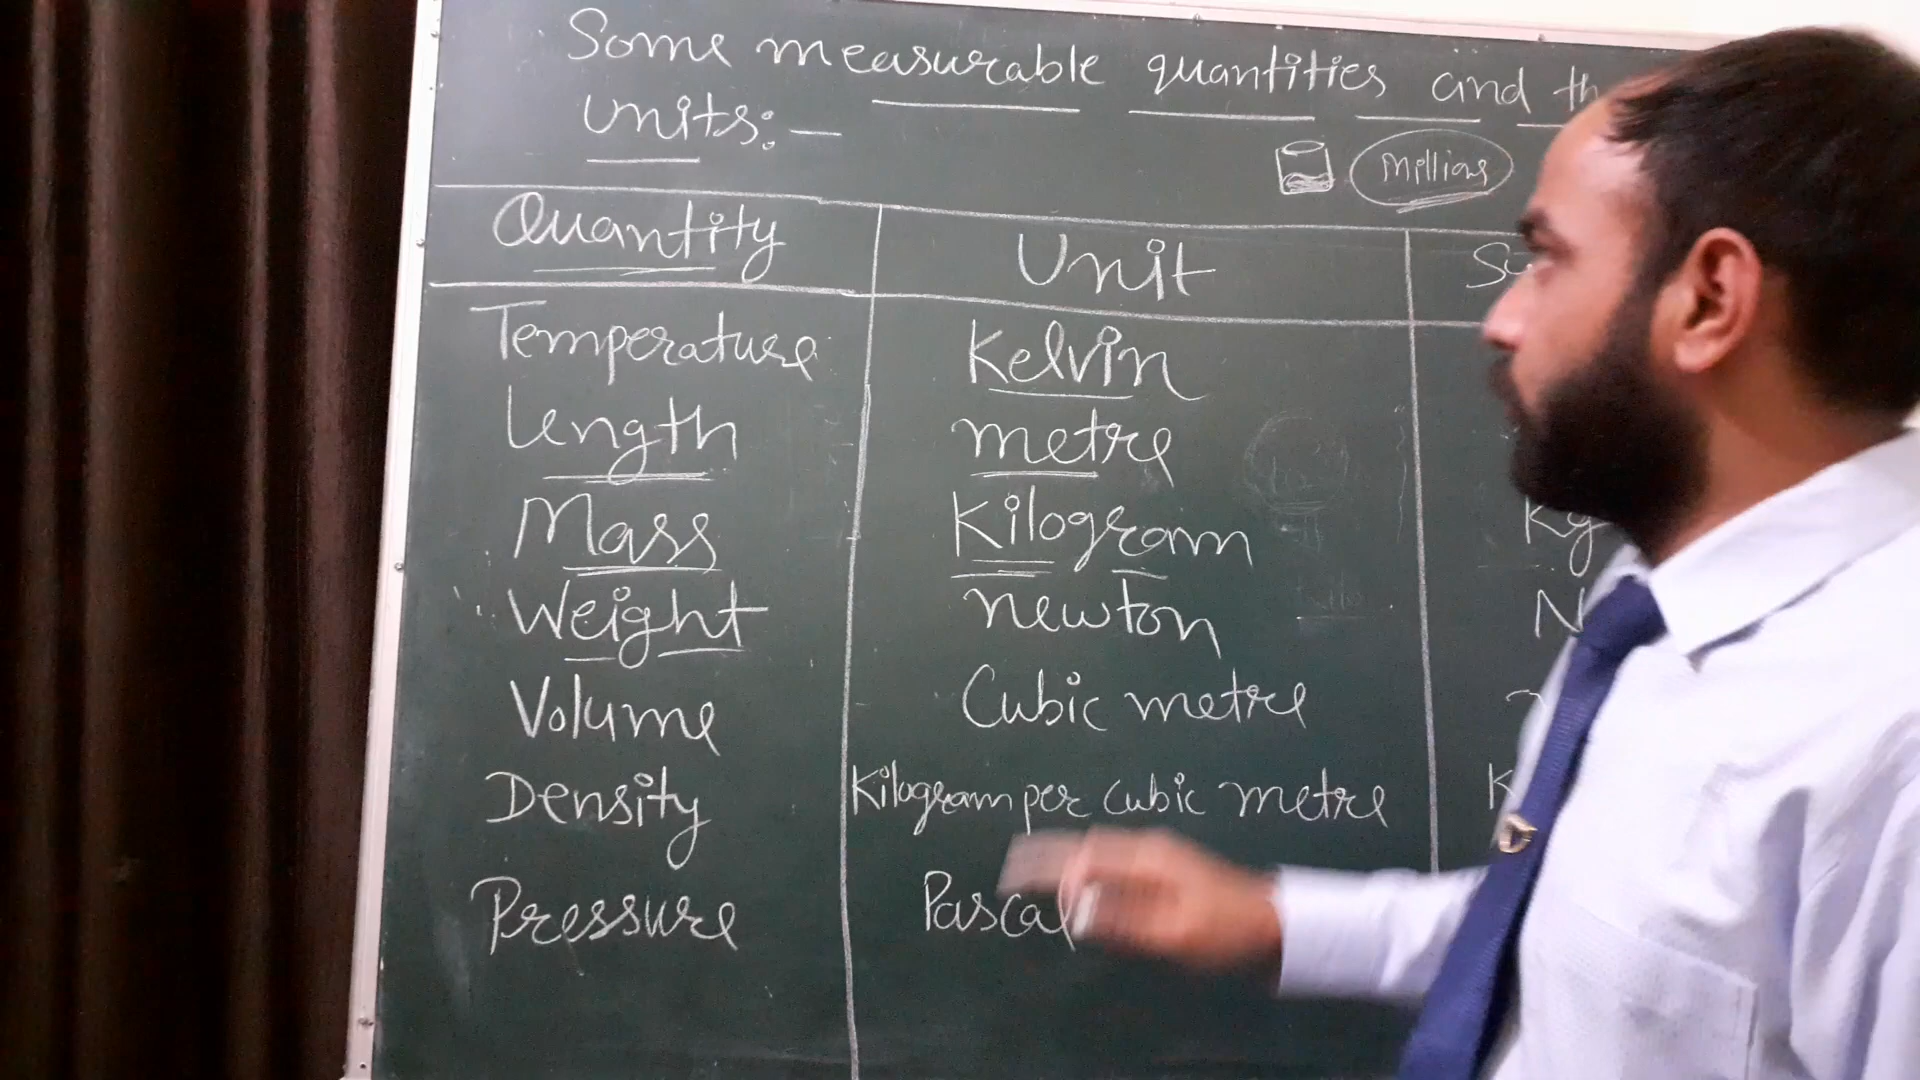 Some measurable quantities and th
units:—
Millions
Quantity Unit
Temperature Kelvin
Length metre
Mass Kilogram Kg
Weight newton N
Volume Cubic metre
Density Kilogram per cubic metre K
Pressure Pascal